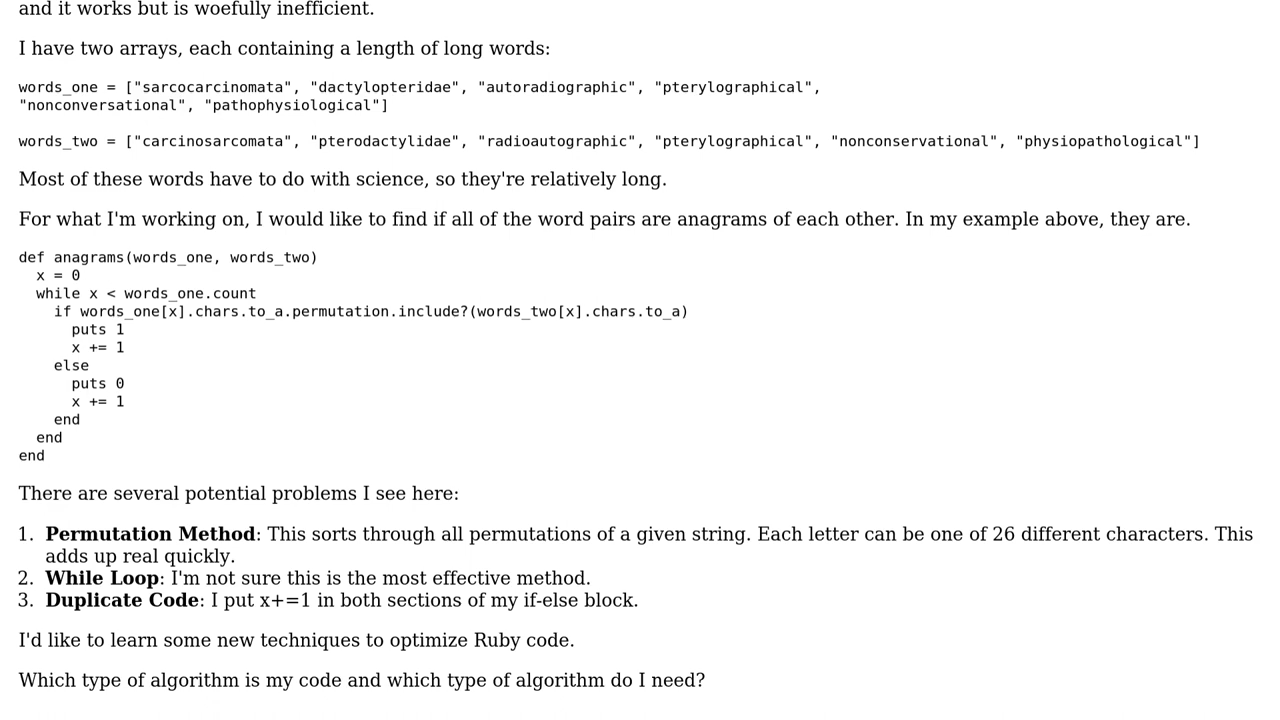 and it works but is woefully inefficient.
I have two arrays, each containing a length of long words:
words_one = ["sarcocarcinomata", "dactylopteridae", "autoradiographic", "pterylographical",
"nonconversational", "pathophysiological"]
words_two = ["carcinosarcomata", "pterodactylidae", "radioautographic", "pterylographical", "nonconservational", "physiopathological"]
Most of these words have to do with science, so they're relatively long.
For what I'm working on, I would like to find if all of the word pairs are anagrams of each other. In my example above, they are.
def anagrams(words_one, words_two)
  x = 0
  while x < words_one.count
    if words_one[x].chars.to_a.permutation.include?(words_two[x].chars.to_a)
      puts 1
      x += 1
    else
      puts 0
      x += 1
    end
  end
end
There are several potential problems I see here:
1. Permutation Method: This sorts through all permutations of a given string. Each letter can be one of 26 different characters. This
adds up real quickly.
2. While Loop: I'm not sure this is the most effective method.
3. Duplicate Code: I put x+=1 in both sections of my if-else block.
I'd like to learn some new techniques to optimize Ruby code.
Which type of algorithm is my code and which type of algorithm do I need?